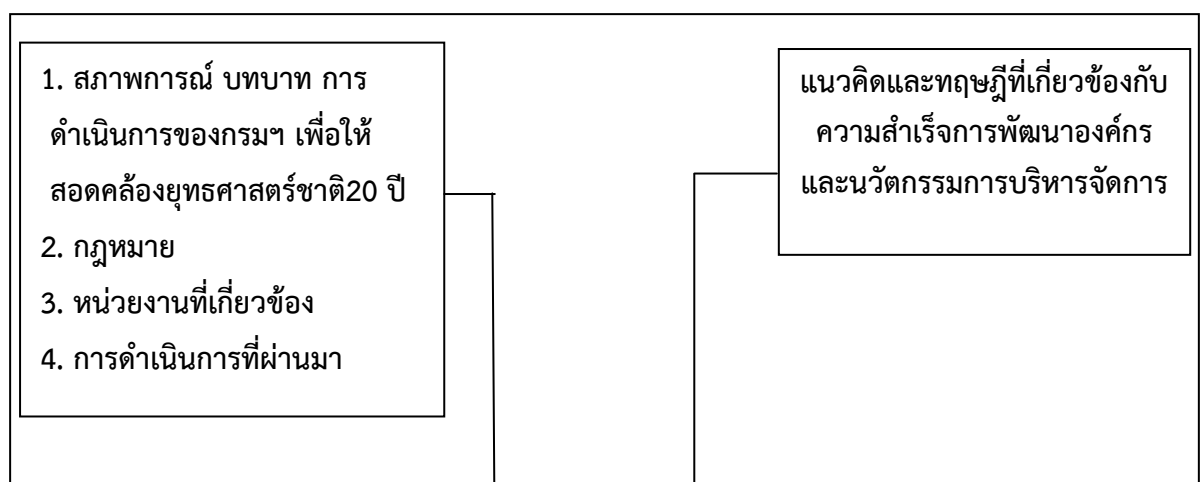 1. สภาพการณ์ บทบาท การ
ดำเนินการของกรมฯ เพื่อให้
สอดคล้องยุทธศาสตร์ชาติ20 ปี
2. กฎหมาย
3. หน่วยงานที่เกี่ยวข้อง
4. การดำเนินการที่ผ่านมา
แนวคิดและทฤษฎีที่เกี่ยวข้องกับ
ความสำเร็จการพัฒนาองค์กร
และนวัตกรรมการบริหารจัดการ